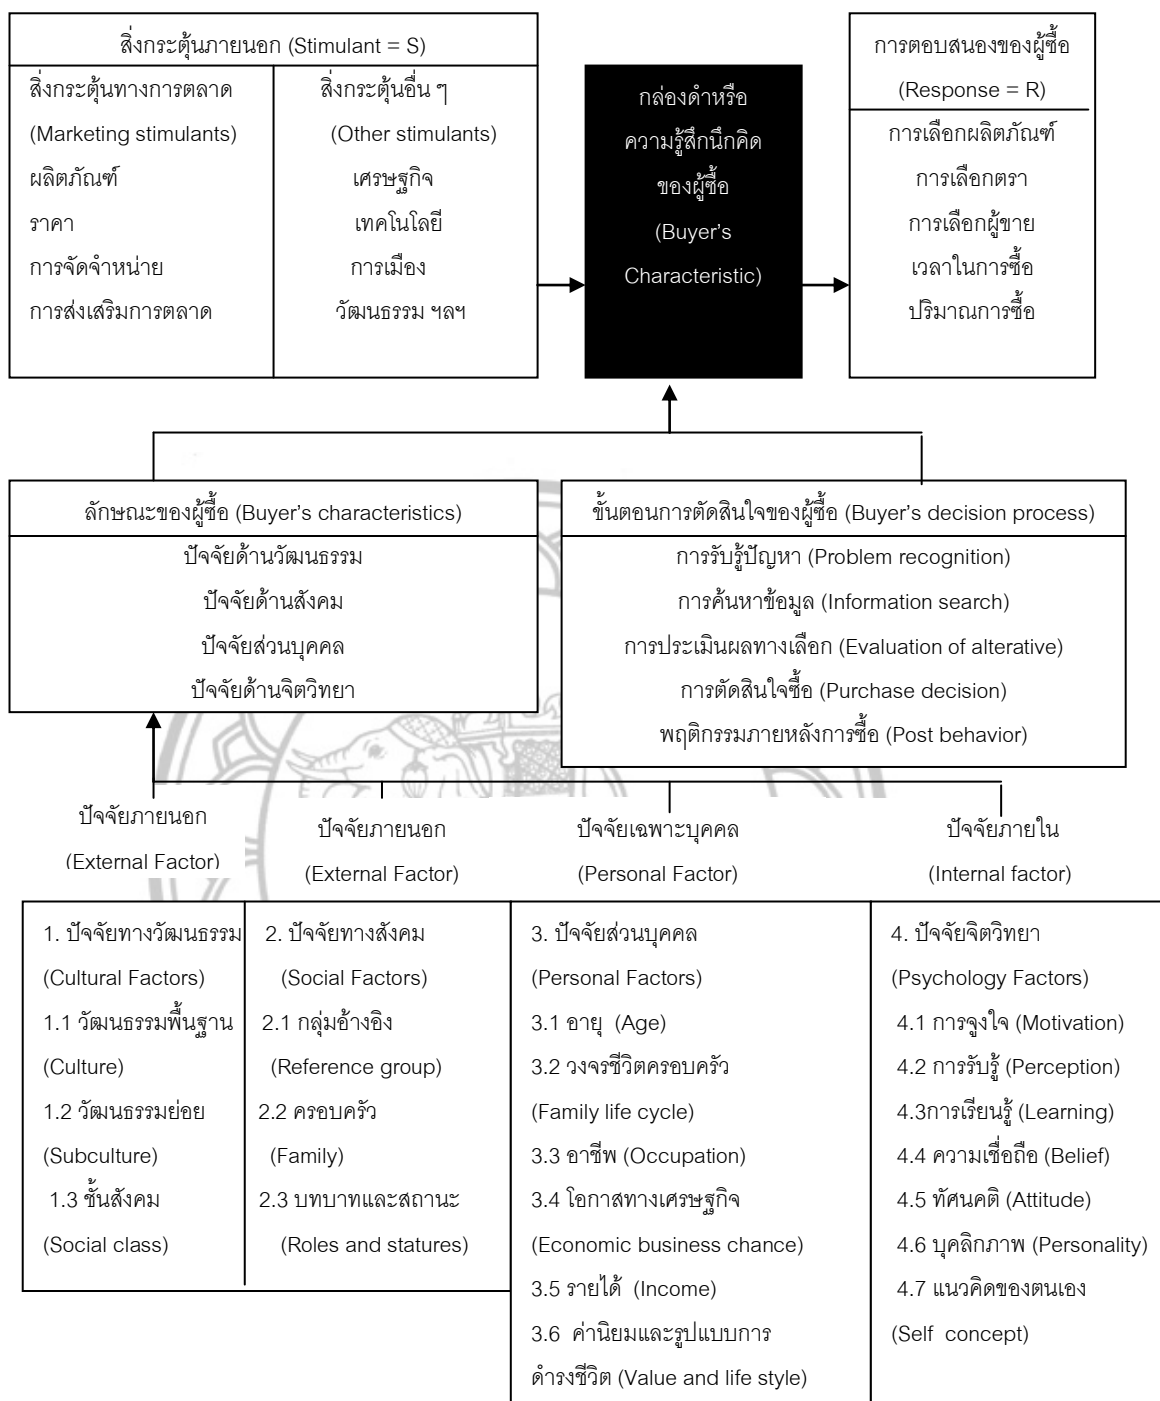 สิ่งกระตุ้นภายนอก (Stimulant = S)
สิ่งกระตุ้นทางการตลาด
(Marketing stimulants)
ผลิตภัณฑ์
ราคา
การจัดจำหน่าย
การส่งเสริมการตลาด
สิ่งกระตุ้นอื่น ๆ
(Other stimulants)
เศรษฐกิจ
เทคโนโลยี
การเมือง
วัฒนธรรม ฯลฯ
กล่องดำหรือ
ความรู้สึกนึกคิด
ของผู้ซื้อ
(Buyer's
Characteristic)
การตอบสนองของผู้ซื้อ
(Response = R)
การเลือกผลิตภัณฑ์
การเลือกตรา
การเลือกผู้ขาย
เวลาในการซื้อ
ปริมาณการซื้อ
ลักษณะของผู้ซื้อ (Buyer's characteristics)
ปัจจัยด้านวัฒนธรรม
ปัจจัยด้านสังคม
ปัจจัยส่วนบุคคล
ปัจจัยด้านจิตวิทยา
ขั้นตอนการตัดสินใจของผู้ซื้อ (Buyer's decision process)
การรับรู้ปัญหา (Problem recognition)
การค้นหาข้อมูล (Information search)
การประเมินผลทางเลือก (Evaluation of alterative)
การตัดสินใจซื้อ (Purchase decision)
พฤติกรรมภายหลังการซื้อ (Post behavior)
ปัจจัยภายนอก
(External Factor)
ปัจจัยภายนอก
(External Factor)
ปัจจัยเฉพาะบุคคล
(Personal Factor)
ปัจจัยภายใน
(Internal factor)
1. ปัจจัยทางวัฒนธรรม
(Cultural Factors)
1.1 วัฒนธรรมพื้นฐาน
(Culture)
1.2 วัฒนธรรมย่อย
(Subculture)
1.3 ชั้นสังคม
(Social class)
2. ปัจจัยทางสังคม
(Social Factors)
2.1 กลุ่มอ้างอิง
(Reference group)
2.2 ครอบครัว
(Family)
2.3 บทบาทและสถานะ
(Roles and statures)
3. ปัจจัยส่วนบุคคล
(Personal Factors)
3.1 อายุ (Age)
3.2 วงจรชีวิตครอบครัว
(Family life cycle)
3.3 อาชีพ (Occupation)
3.4 โอกาสทางเศรษฐกิจ
(Economic business chance)
3.5 รายได้ (Income)
3.6 ค่านิยมและรูปแบบการ
ดำรงชีวิต (Value and life style)
4. ปัจจัยจิตวิทยา
(Psychology Factors)
4.1 การจูงใจ (Motivation)
4.2 การรับรู้ (Perception)
4.3การเรียนรู้ (Learning)
4.4 ความเชื่อถือ (Belief)
4.5 ทัศนคติ (Attitude)
4.6 บุคลิกภาพ (Personality)
4.7 แนวคิดของตนเอง
(Self concept)